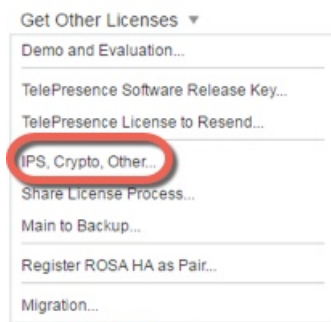 Get Other Licenses ▼
Demo and Evaluation...
TelePresence Software Release Key...
TelePresence License to Resend...
IPS, Crypto, Other...
Share License Process...
Main to Backup...
Register ROSA HA as Pair...
Migration...